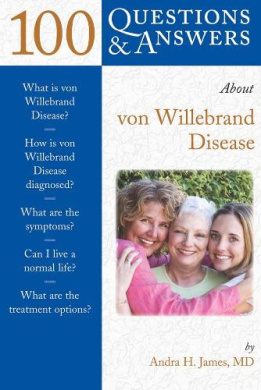 100 QUESTIONS
& ANSWERS
About
von Willebrand
Disease
What is von
Willebrand
Disease?
How is von
Willebrand
Disease
diagnosed?
What are the
symptoms?
Can I live a
normal life?
What are the
treatment options?
by
Andra H. James, MD